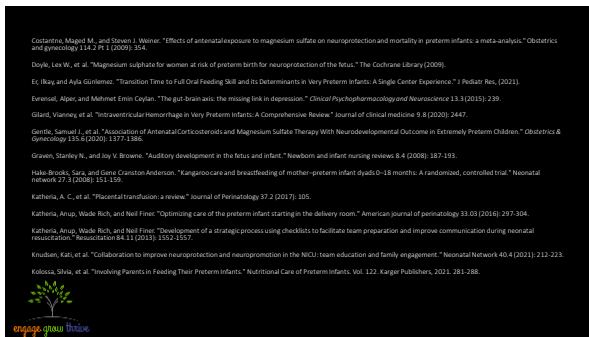 Costantne, Maged M., and Steven J. Weiner. "Effects of antenatal exposure to magnesium sulfate on neuroprotection and mortality in preterm infants: a meta-analysis." Obstetrics
and gynecology 114.2 Pt 1 (2009): 354.
Doyle, Lex W., et al. "Magnesium sulphate for women at risk of preterm birth for neuroprotection of the fetus." The Cochrane Library (2009).
Er, Ilkay, and Ayla Günlemez. "Transition Time to Full Oral Feeding Skill and its Determinants in Very Preterm Infants: A Single Center Experience." J Pediatr Res, (2021).
Evrensel, Alper, and Mehmet Emin Ceylan. "The gut-brain axis: the missing link in depression." Clinical Psychopharmacology and Neuroscience 13.3 (2015): 239.
Gilard, Vianney, et al. "Intraventricular Hemorrhage in Very Preterm Infants: A Comprehensive Review." Journal of clinical medicine 9.8 (2020): 2447.
Gentle, Samuel J., et al. "Association of Antenatal Corticosteroids and Magnesium Sulfate Therapy With Neurodevelopmental Outcome in Extremely Preterm Children." Obstetrics &
Gynecology 135.6 (2020): 1377-1386.
Graven, Stanley N., and Joy V. Browne. "Auditory development in the fetus and infant." Newborn and infant nursing reviews 8.4 (2008): 187-193.
Hake-Brooks, Sara, and Gene Cranston Anderson. "Kangaroo care and breastfeeding of mother–preterm infant dyads 0–18 months: A randomized, controlled trial." Neonatal
network 27.3 (2008): 151-159.
Katheria, A. C., et al. "Placental transfusion: a review." Journal of Perinatology 37.2 (2017): 105.
Katheria, Anup, Wade Rich, and Neil Finer. "Optimizing care of the preterm infant starting in the delivery room." American journal of perinatology 33.03 (2016): 297-304.
Katheria, Anup, Wade Rich, and Neil Finer. "Development of a strategic process using checklists to facilitate team preparation and improve communication during neonatal
resuscitation." Resuscitation 84.11 (2013): 1552-1557.
Knudsen, Kati, et al. "Collaboration to improve neuroprotection and neuropromotion in the NICU: team education and family engagement." Neonatal Network 40.4 (2021): 212-223.
Kolossa, Silvia, et al. "Involving Parents in Feeding Their Preterm Infants." Nutritional Care of Preterm Infants. Vol. 122. Karger Publishers, 2021. 281-288.
engage grow thrive